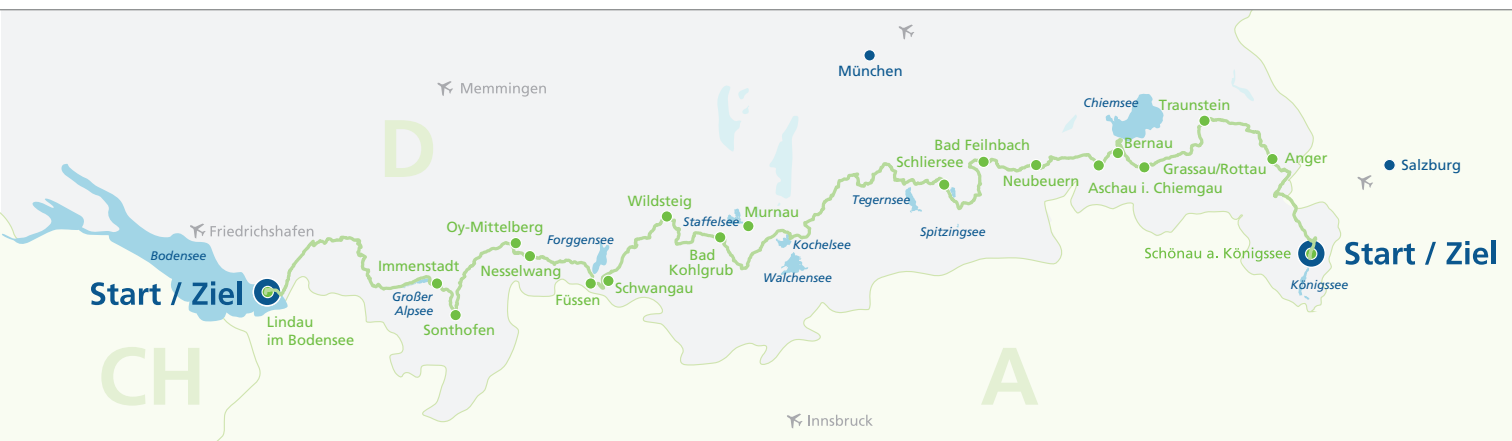 München
Memmingen
D
Chiemsee
Traunstein
Bad Feilnbach
Bernau
Schliersee
Anger
Salzburg
Grassau/Rottau
Neubeuern
Aschau i. Chiemgau
Tegernsee
Wildsteig
Staffelsee
Murnau
Oy-Mittelberg
Friedrichshafen
Forggensee
Spitzingsee
Kochelsee
Bodensee
Bad
Kohlgrub
Schönau a. Königssee
Start / Ziel
Immenstadt
Nesselwang
Walchensee
Königssee
Start / Ziel
Großer
Alpsee
Füssen
Schwangau
Lindau
im Bodensee
Sonthofen
CH
A
Innsbruck